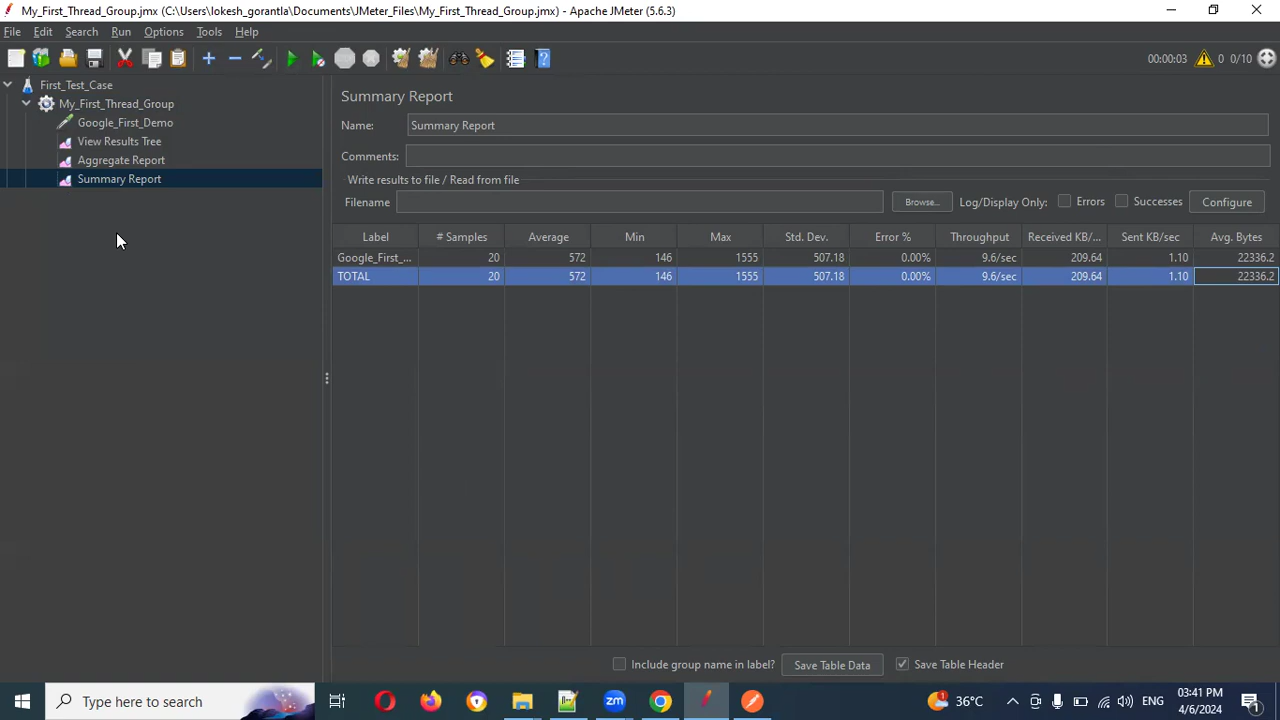 My_First_Thread_Group.jmx (C:\Users\lokesh_gorantla\Documents\JMeter_Files\My_First_Thread_Group.jmx) - Apache JMeter (5.6.3)
File Edit Search Run Options Tools Help
00:00:03 0 0/10
First_Test_Case
My_First_Thread_Group
Google_First_Demo
View Results Tree
Aggregate Report
Summary Report
Summary Report
Name: Summary Report
Comments:
Write results to file / Read from file
Filename Browse... Log/Display Only: Errors Successes Configure
Label # Samples Average Min Max Std. Dev. Error % Throughput Received KB/... Sent KB/sec Avg. Bytes
Google_First_... 20 572 146 1555 507.18 0.00% 9.6/sec 209.64 1.10 22336.2
TOTAL 20 572 146 1555 507.18 0.00% 9.6/sec 209.64 1.10 22336.2
Include group name in label? Save Table Data Save Table Header
Type here to search
1 36°C ENG
03:41 PM
4/6/2024
1